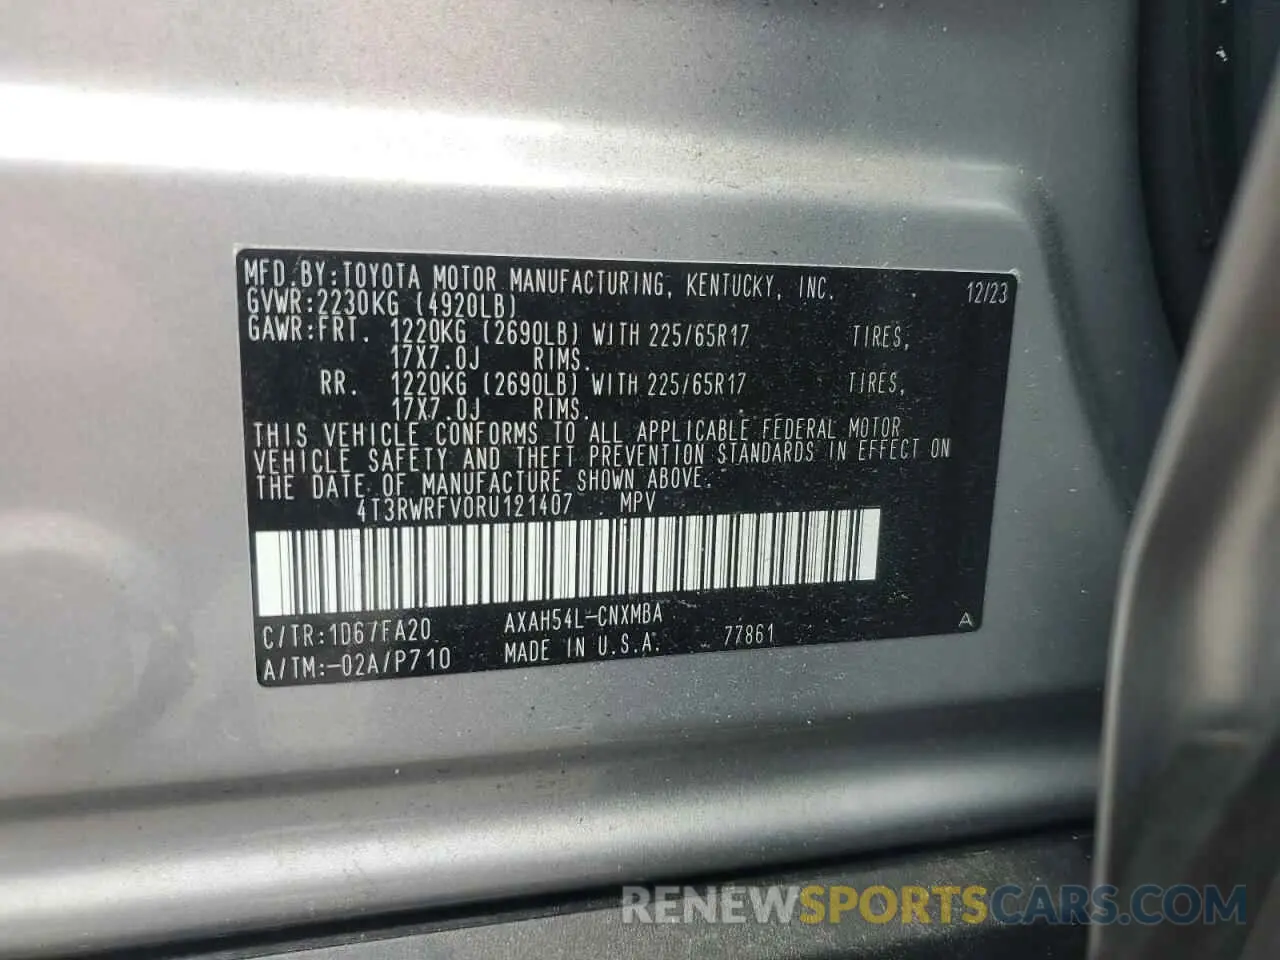 MFD.BY:TOYOTA MOTOR MANUFACTURING, KENTUCKY, INC. 12/23
GVWR:2230KG (4920LB)
GAWR:FRT. 1220KG (2690LB) WITH 225/65R17 TIRES,
17X7.0J RIMS.
RR. 1220KG (2690LB) WITH 225/65R17 TIRES,
17X7.0J RIMS.
THIS VEHICLE CONFORMS TO ALL APPLICABLE FEDERAL MOTOR
VEHICLE SAFETY AND THEFT PREVENTION STANDARDS IN EFFECT ON
THE DATE OF MANUFACTURE SHOWN ABOVE.
4T3RWRFV0RU121407 MPV
C/TR:1D67FA20 AXAH54L-CNXMBA
A/TM:-02A/P710 MADE IN U.S.A. 77861 A
RENEWSPORTSCARS.COM